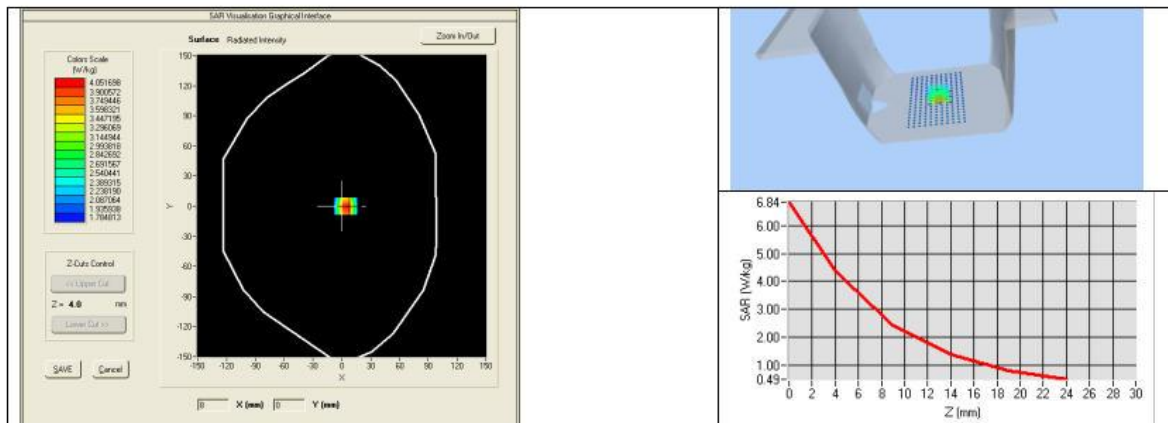 SAR Visualisation Graphical Interface
Surface Radiated Intensity
Zoom In/Out
Colors Scale
(W/kg)
4.051698
3.900572
3.749446
3.598321
3.447195
3.296069
3.144944
2.993818
2.842692
2.691567
2.540441
2.389315
2.238190
2.087064
1.935938
1.784813
Z-Cuts Control
<< Upper Cut
Z = 4.0 mm
Lower Cut >>
SAVE Cancel
150
120
90
60
30
0
-30
-60
-90
-120
-150
Y
-150 -120 -90 -60 -30 0 30 60 90 120 150
X
0 X (mm) 0 Y (mm)
6.84
6.00
4.00
3.00
2.00
1.00
0.49
SAR (W/kg)
0 2 4 6 8 10 12 14 16 18 20 22 24 26 28 30
Z (mm)